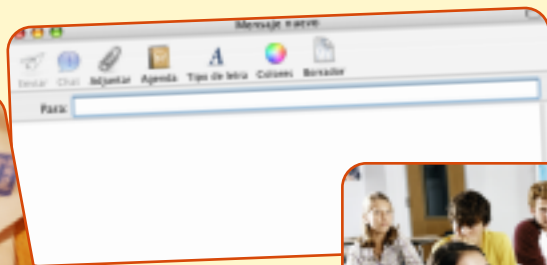 Mensaje nuevo
Enviar Chat Adjuntar Agenda Tipo de letra Colores Borrador
Para: